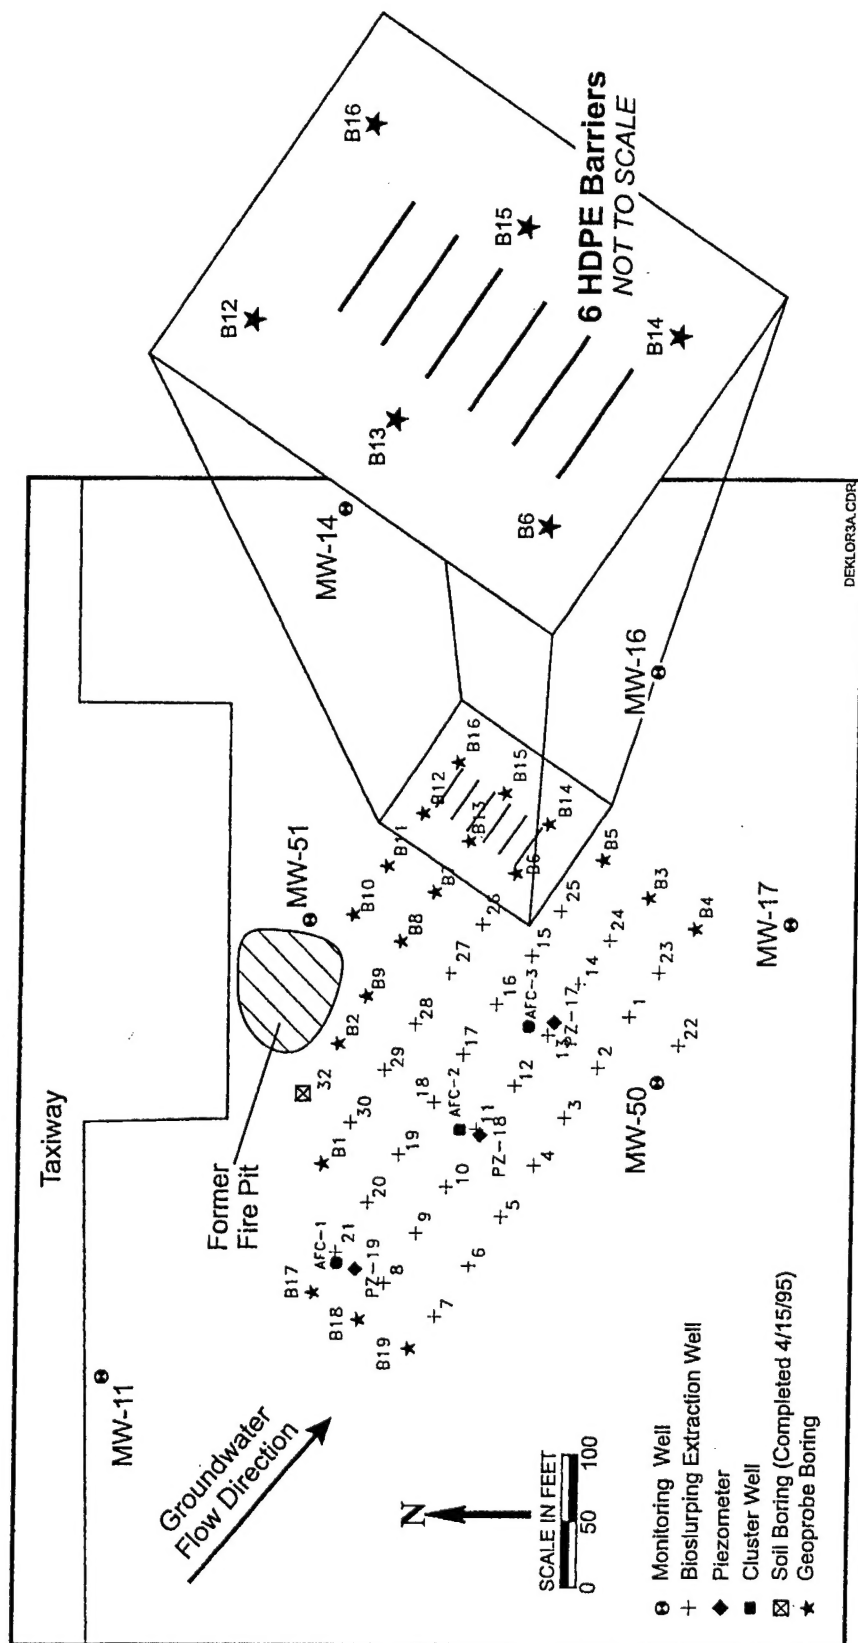 Taxiway
MW-11
Groundwater
Flow Direction
N
SCALE IN FEET
0 50 100
Monitoring Well
Bioslurping Extraction Well
Piezometer
Cluster Well
Soil Boring (Completed 4/15/95)
Geoprobe Boring
Former
Fire Pit
MW-51
MW-14
MW-16
MW-17
MW-50
B17
B18
B19
AFC-1
21
PZ-19
8
7
6
9
20
B1
30
32
B2
29
19
10
5
18
AFC-2
11
PZ-18
4
B9
28
17
12
3
B8
27
16
AFC-3
13
PZ-17
2
B10
B7
26
15
14
1
22
B11
25
24
23
B12
B13
B6
B5
B3
B4
B16
B15
B14
B12
B16
B13
B15
B6
B14
6 HDPE Barriers
NOT TO SCALE
DEKLOR3A.CDR